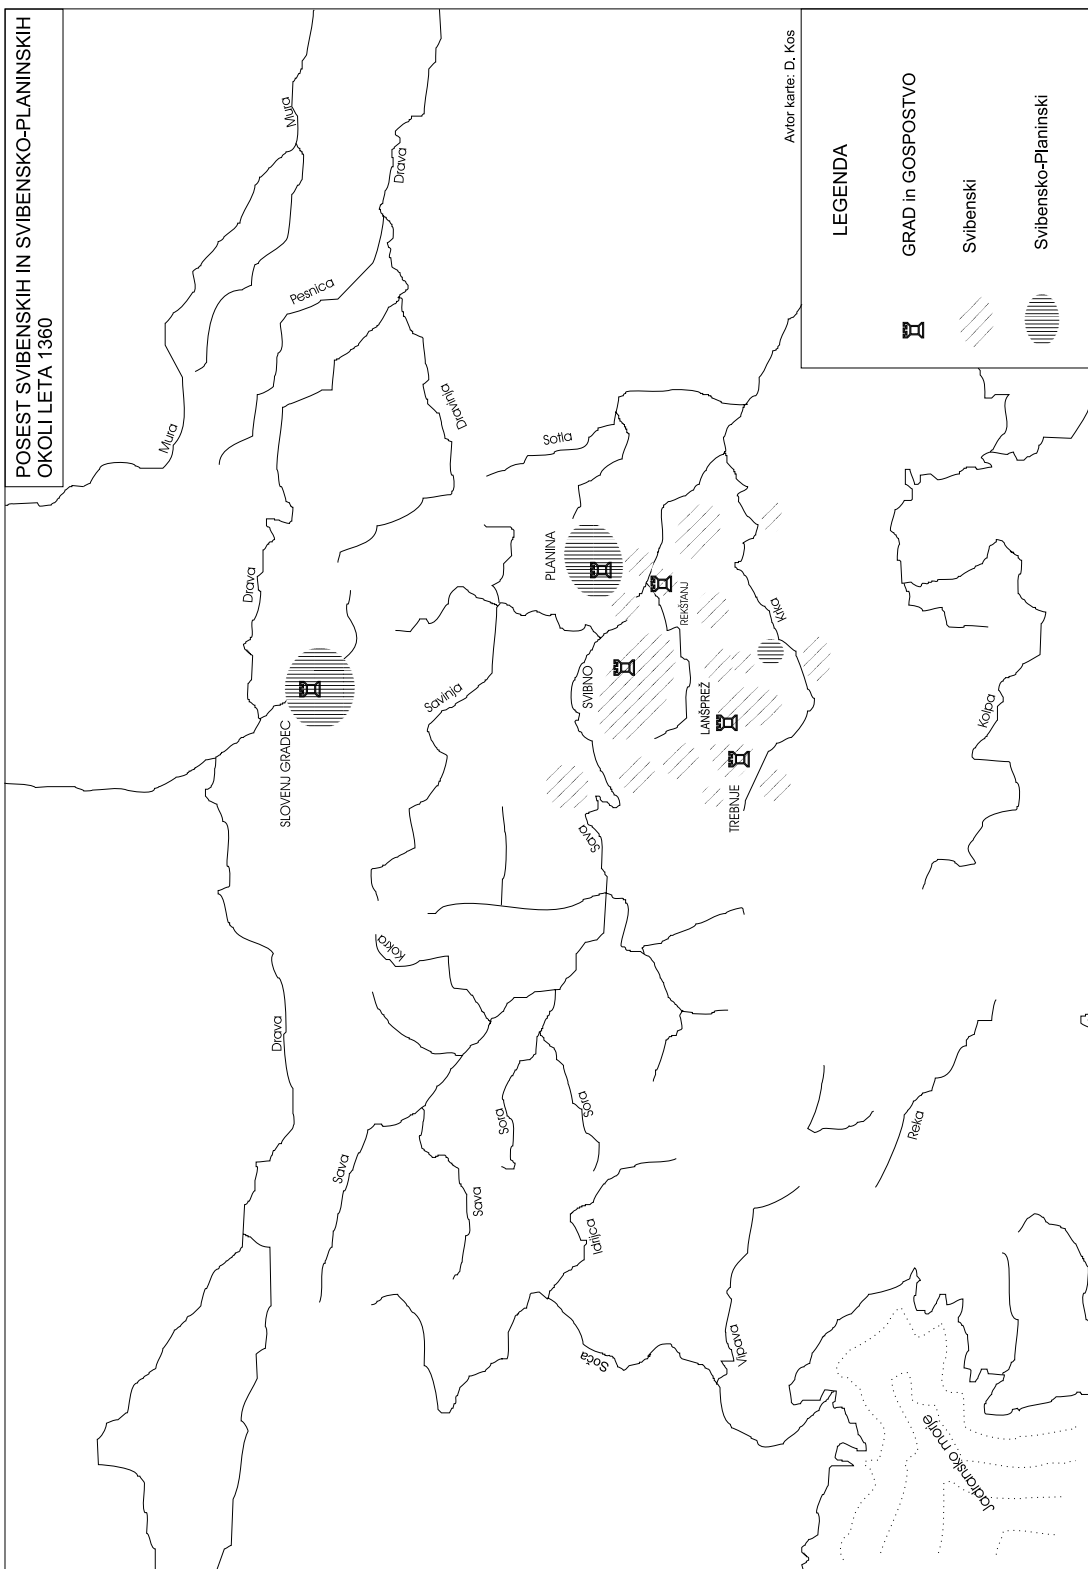 POSEST SVIBENSKIH IN SVIBENSKO-PLANINSKIH
OKOLI LETA 1360
Mura
Mura
Drava
Pesnica
Dravinja
Drava
Sotla
SLOVENJ GRADEC
PLANINA
Savinja
REKŠTANJ
SVIBNO
LANŠPREŽ
TREBNJE
Krka
Kolpa
Sava
Kokra
Drava
Sava
Sava
Sora
Sora
Idrijca
Soča
Vipava
Reka
Jadransko morje
Avtor karte: D. Kos
LEGENDA
GRAD in GOSPOSTVO
Svibenski
Svibensko-Planinski